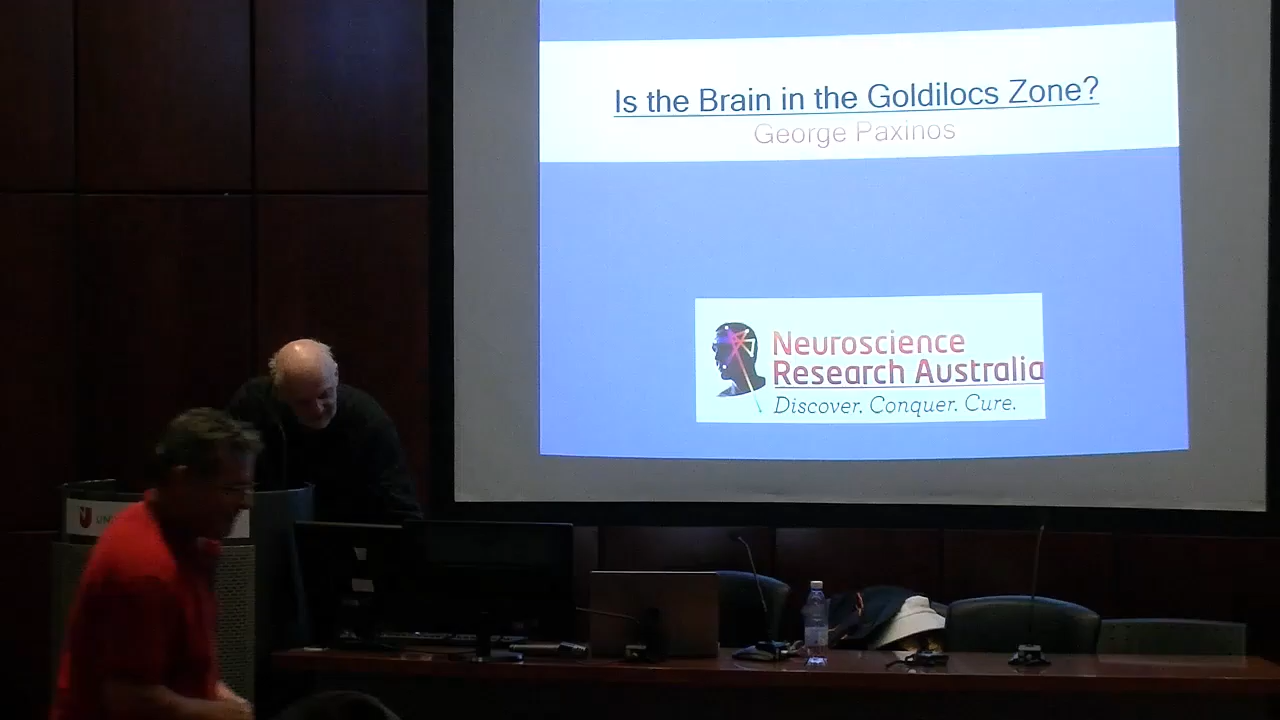 Is the Brain in the Goldilocs Zone?
George Paxinos
Neuroscience
Research Australia
Discover. Conquer. Cure.